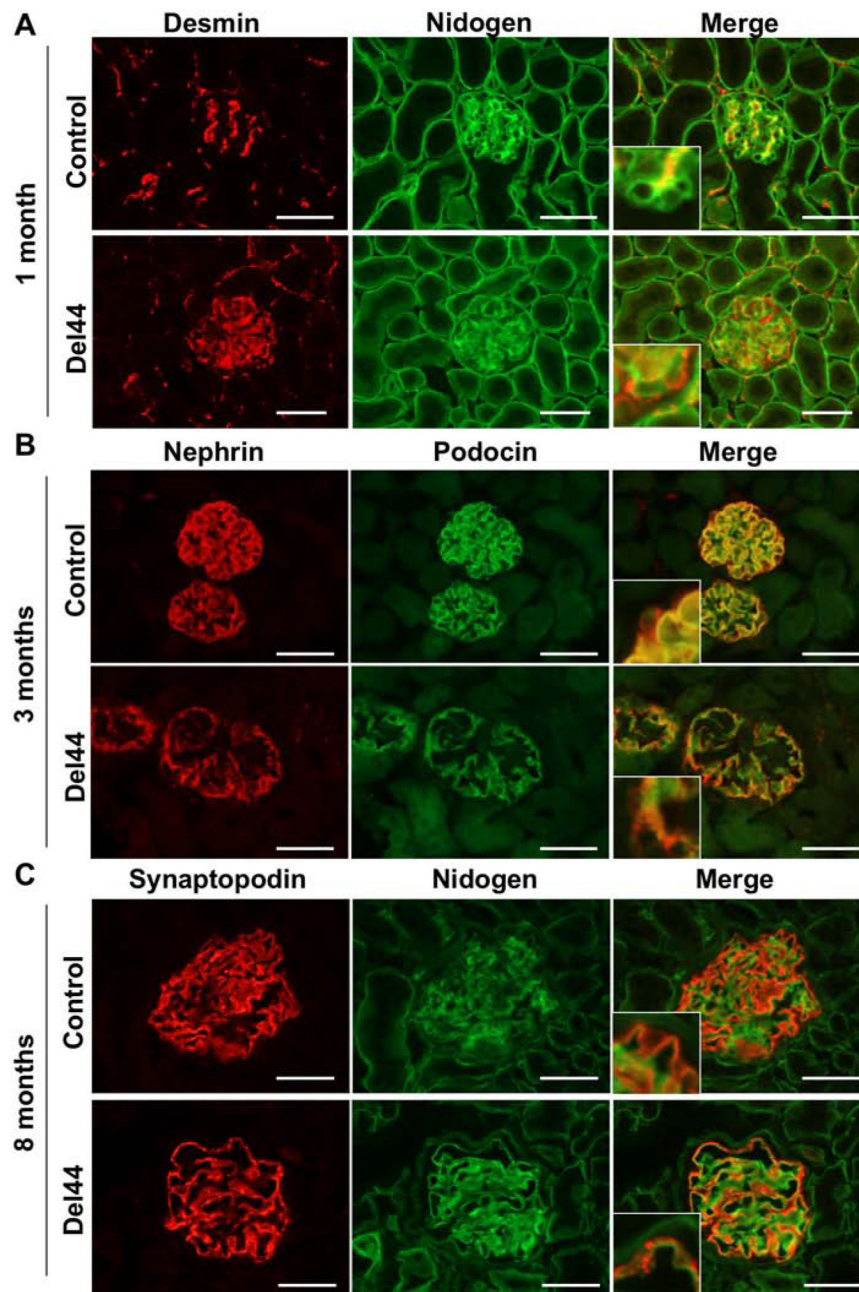 A
Desmin Nidogen Merge
1 month
Control
Del44
B
Nephrin Podocin Merge
3 months
Control
Del44
C
Synaptopodin Nidogen Merge
8 months
Control
Del44